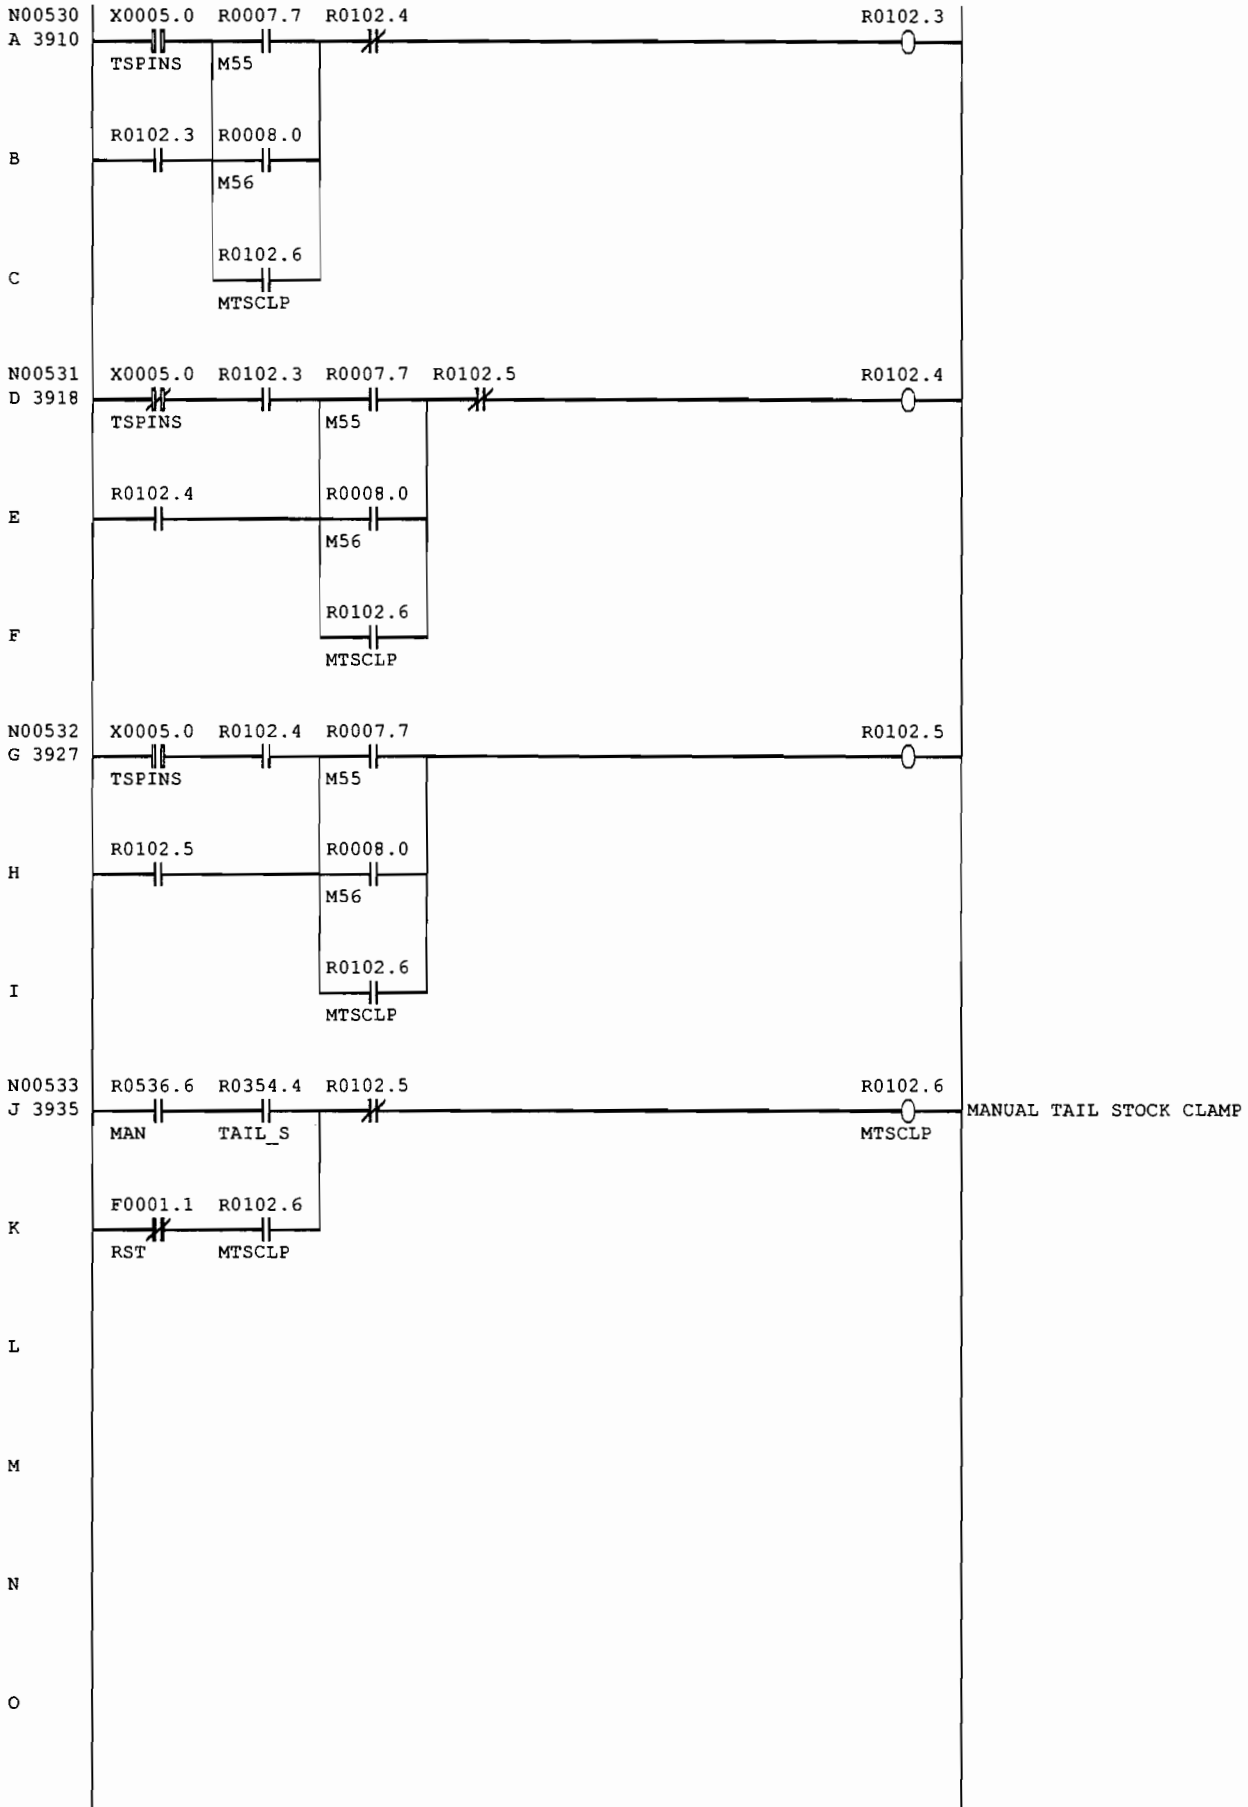 N00530 X0005.0 R0007.7 R0102.4 R0102.3
A 3910
TSPINS M55
R0102.3 R0008.0
B
M56
R0102.6
C
MTSCLP
N00531 X0005.0 R0102.3 R0007.7 R0102.5 R0102.4
D 3918
TSPINS M55
R0102.4 R0008.0
E
M56
R0102.6
F
MTSCLP
N00532 X0005.0 R0102.4 R0007.7 R0102.5
G 3927
TSPINS M55
R0102.5 R0008.0
H
M56
R0102.6
I
MTSCLP
N00533 R0536.6 R0354.4 R0102.5 R0102.6
J 3935 MANUAL TAIL STOCK CLAMP
MAN TAIL_S MTSCLP
F0001.1 R0102.6
K
RST MTSCLP
L
M
N
O